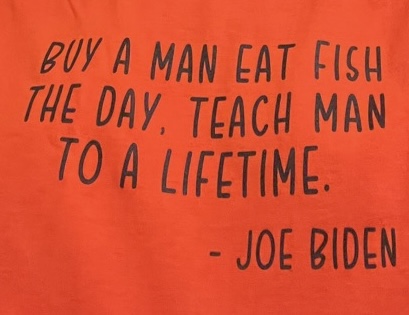 BUY A MAN EAT FISH
THE DAY, TEACH MAN
TO A LIFETIME.
- JOE BIDEN